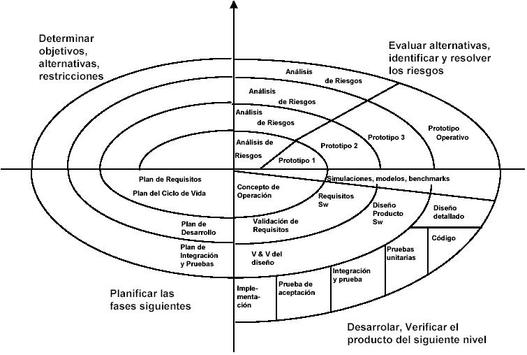 Determinar
objetivos,
alternativas,
restricciones
Evaluar alternativas,
identificar y resolver
los riesgos
Análisis
de Riesgos
Análisis
de Riesgos
Análisis
de Riesgos
Análisis de
Riesgos
Prototipo 1
Prototipo 2
Prototipo 3
Prototipo
Operativo
Simulaciones, modelos, benchmarks
Plan de Requisitos
Plan del Ciclo de Vida
Concepto de
Operación
Requisitos
Sw
Diseño
Producto
Sw
Diseño
detallado
Plan de
Desarrollo
Validación de
Requisitos
Código
Plan de
Integración
y Pruebas
V & V del
diseño
Pruebas
unitarias
Integración
y prueba
Prueba de
aceptación
Imple-
menta-
ción
Planificar las
fases siguientes
Desarrolar, Verificar el
producto del siguiente nivel